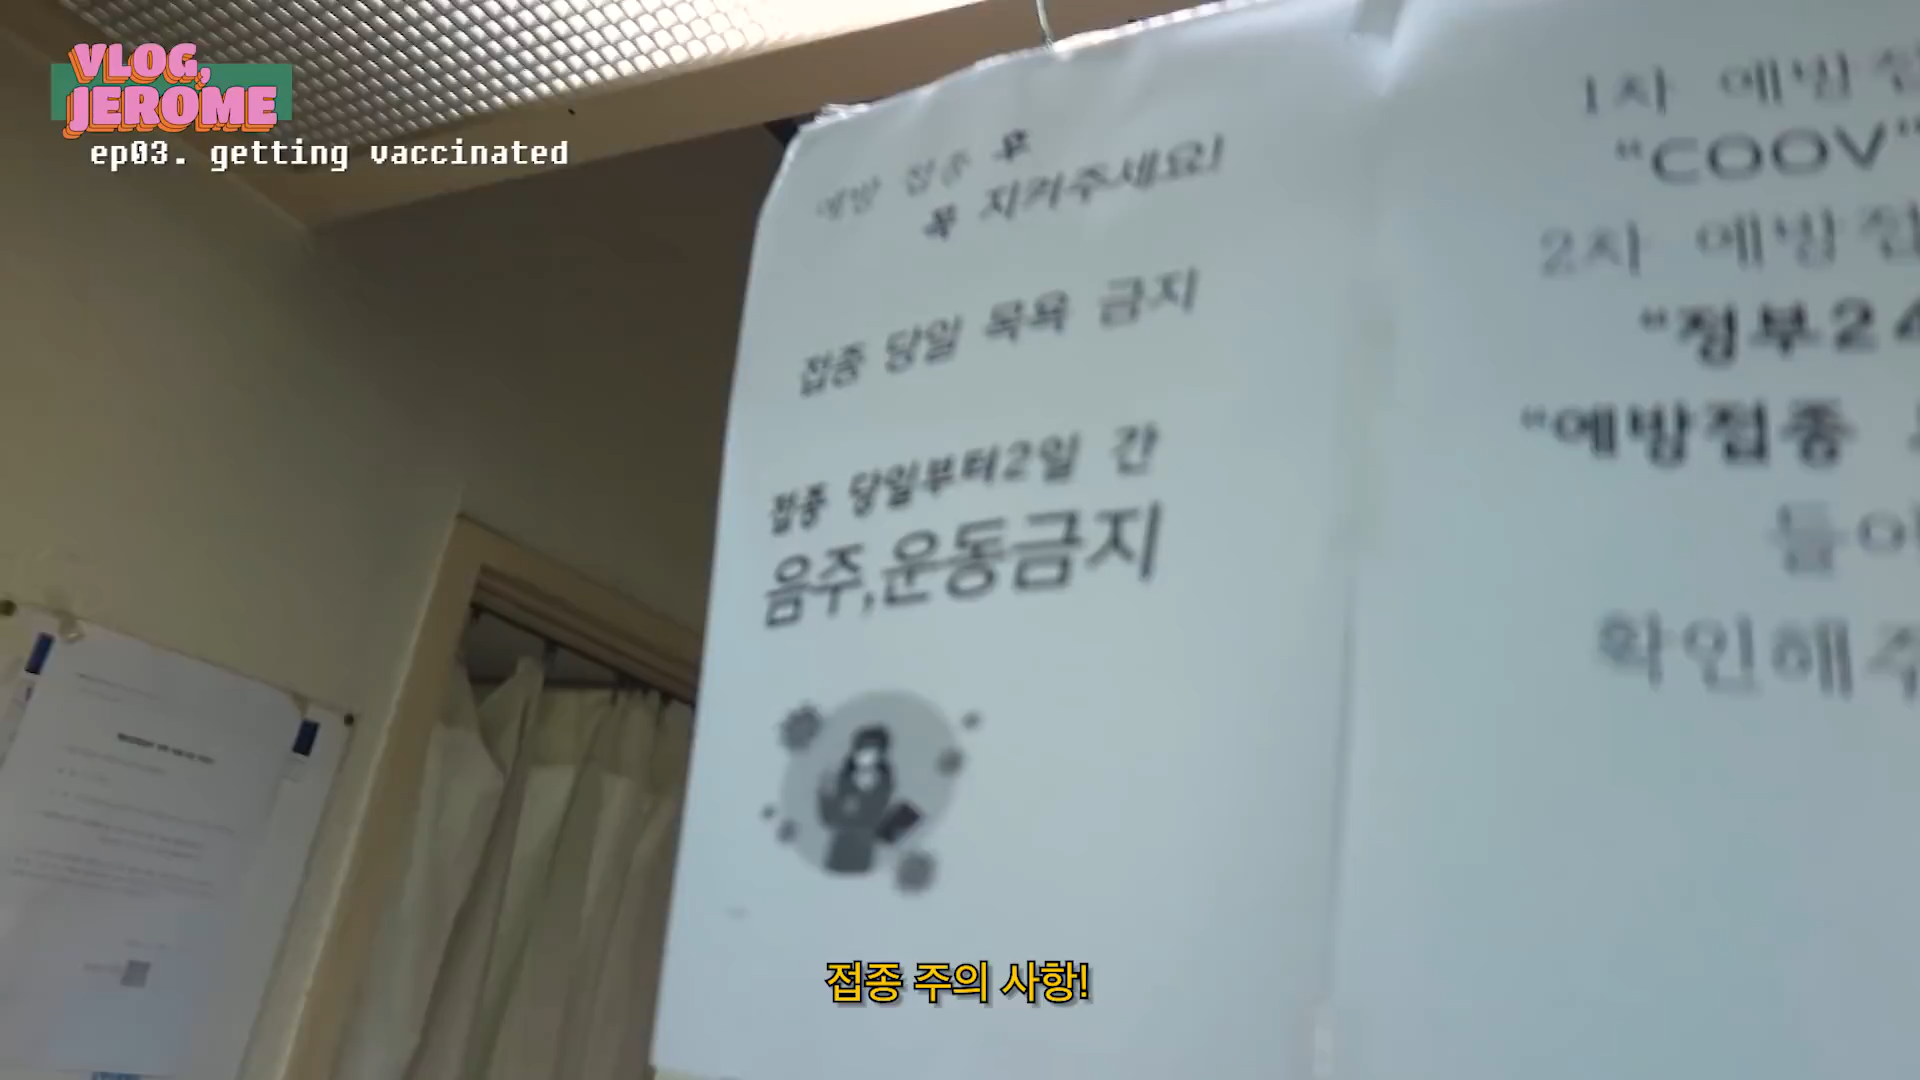 VLOG,
JEROME
ep03. getting vaccinated
예방 접종 후
꼭 지켜주세요!
접종 당일 목욕 금지
접종 당일부터2일 간
음주,운동금지
1차 예방접
"COOV"
2차 예방접
"정부24
"예방접종
들어
확인해주
접종 주의 사항!